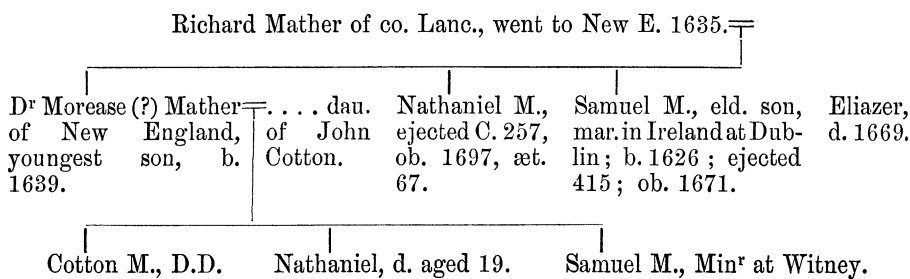 Richard Mather of co. Lanc., went to New E. 1635.
Dr Morease (?) Mather
of New England,
youngest son, b.
1639.
. . . . dau.
of John
Cotton.
Nathaniel M.,
ejected C. 257,
ob. 1697, æt.
67.
Samuel M., eld. son,
mar. in Ireland at Dub-
lin; b. 1626; ejected
415; ob. 1671.
Eliazer,
d. 1669.
Cotton M., D.D.
Nathaniel, d. aged 19.
Samuel M., Minr at Witney.